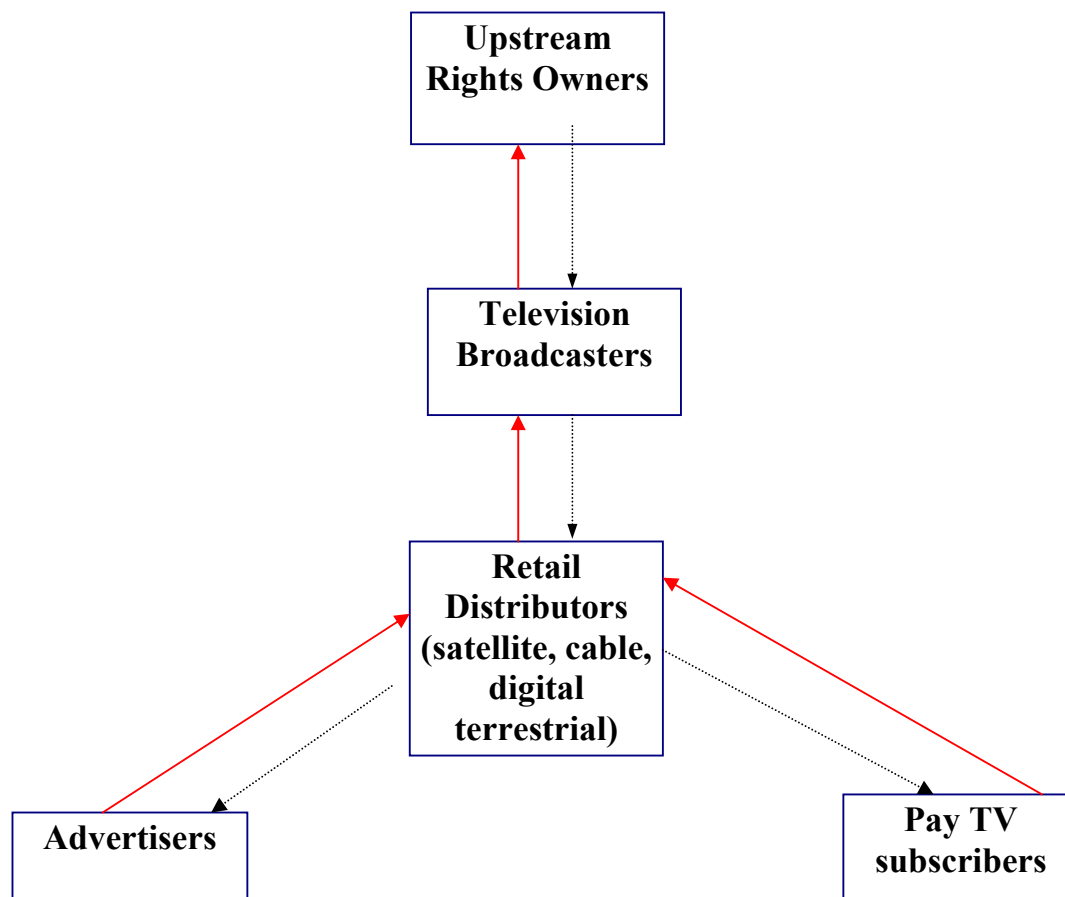 Upstream
Rights Owners
Television
Broadcasters
Retail
Distributors
(satellite, cable,
digital
terrestrial)
Advertisers
Pay TV
subscribers